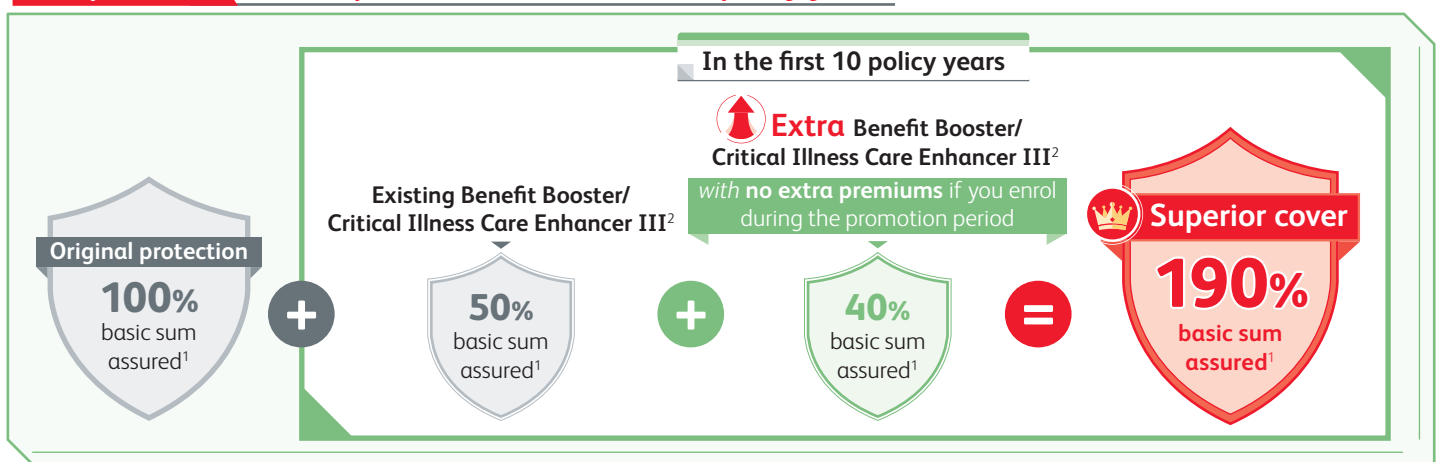 In the first 10 policy years
Extra Benefit Booster/
Critical Illness Care Enhancer III²
with no extra premiums if you enrol
during the promotion period
Existing Benefit Booster/
Critical Illness Care Enhancer III²
Original protection
100%
basic sum
assured¹
+
50%
basic sum
assured¹
+
40%
basic sum
assured¹
=
Superior cover
190%
basic sum
assured¹